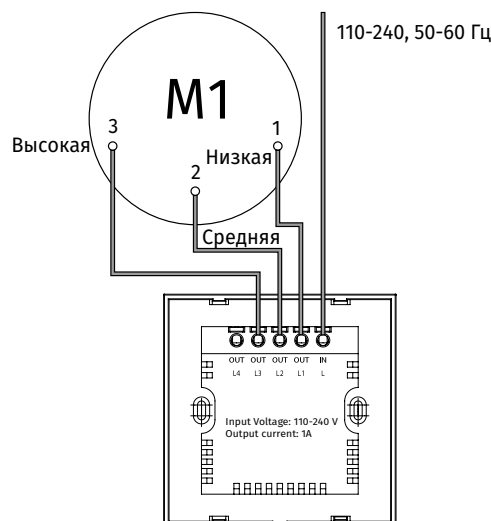 110-240, 50-60 Гц
M1
3
1
Высокая
Низкая
2
Средняя
OUT OUT OUT OUT IN
L4 L3 L2 L1 L
Input Voltage: 110-240 V
Output current: 1A